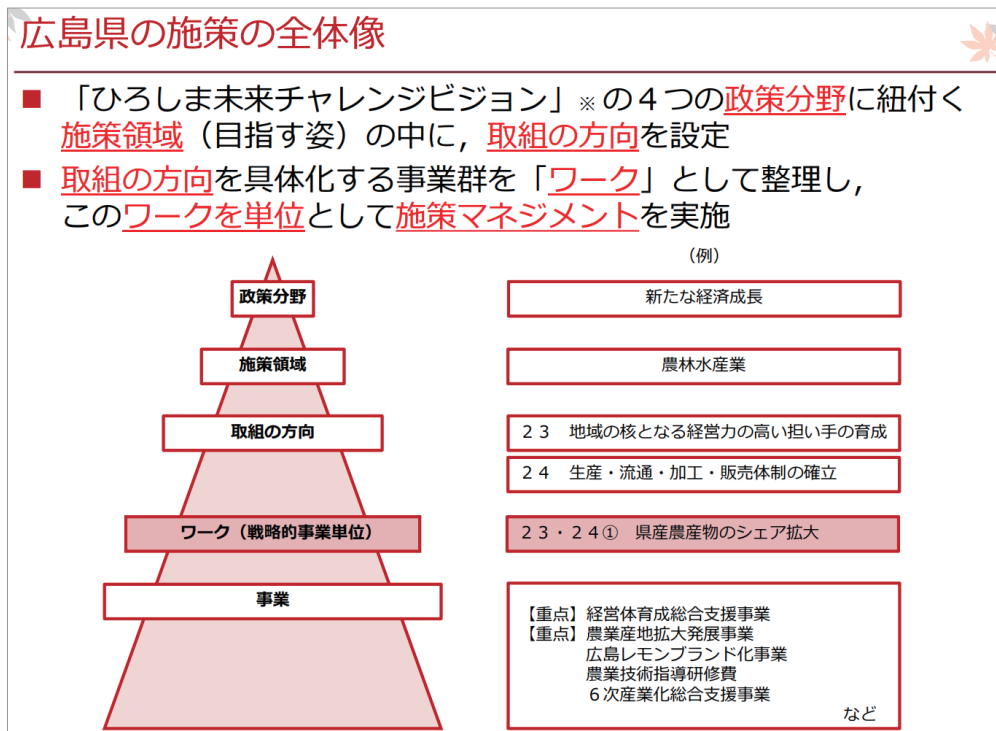 広島県の施策の全体像
■ 「ひろしま未来チャレンジビジョン」※の４つの政策分野に紐付く
施策領域（目指す姿）の中に，取組の方向を設定
■ 取組の方向を具体化する事業群を「ワーク」として整理し，
このワークを単位として施策マネジメントを実施
（例）
政策分野
新たな経済成長
施策領域
農林水産業
取組の方向
２３　地域の核となる経営力の高い担い手の育成
２４　生産・流通・加工・販売体制の確立
ワーク（戦略的事業単位）
２３・２４①　県産農産物のシェア拡大
事業
【重点】経営体育成総合支援事業
【重点】農業産地拡大発展事業
広島レモンブランド化事業
農業技術指導研修費
６次産業化総合支援事業
など